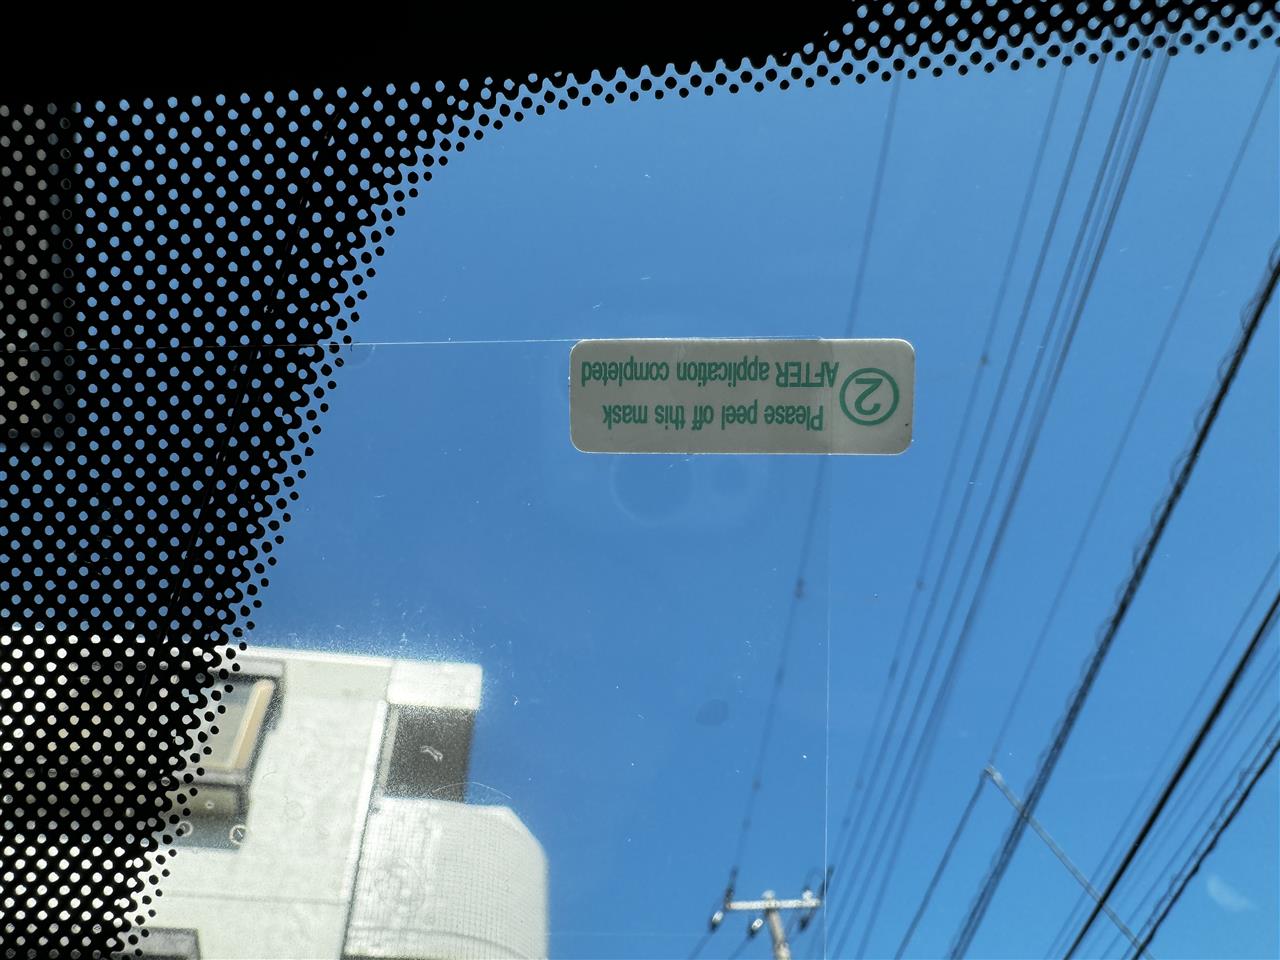 ② Please peel off this mask
AFTER application completed